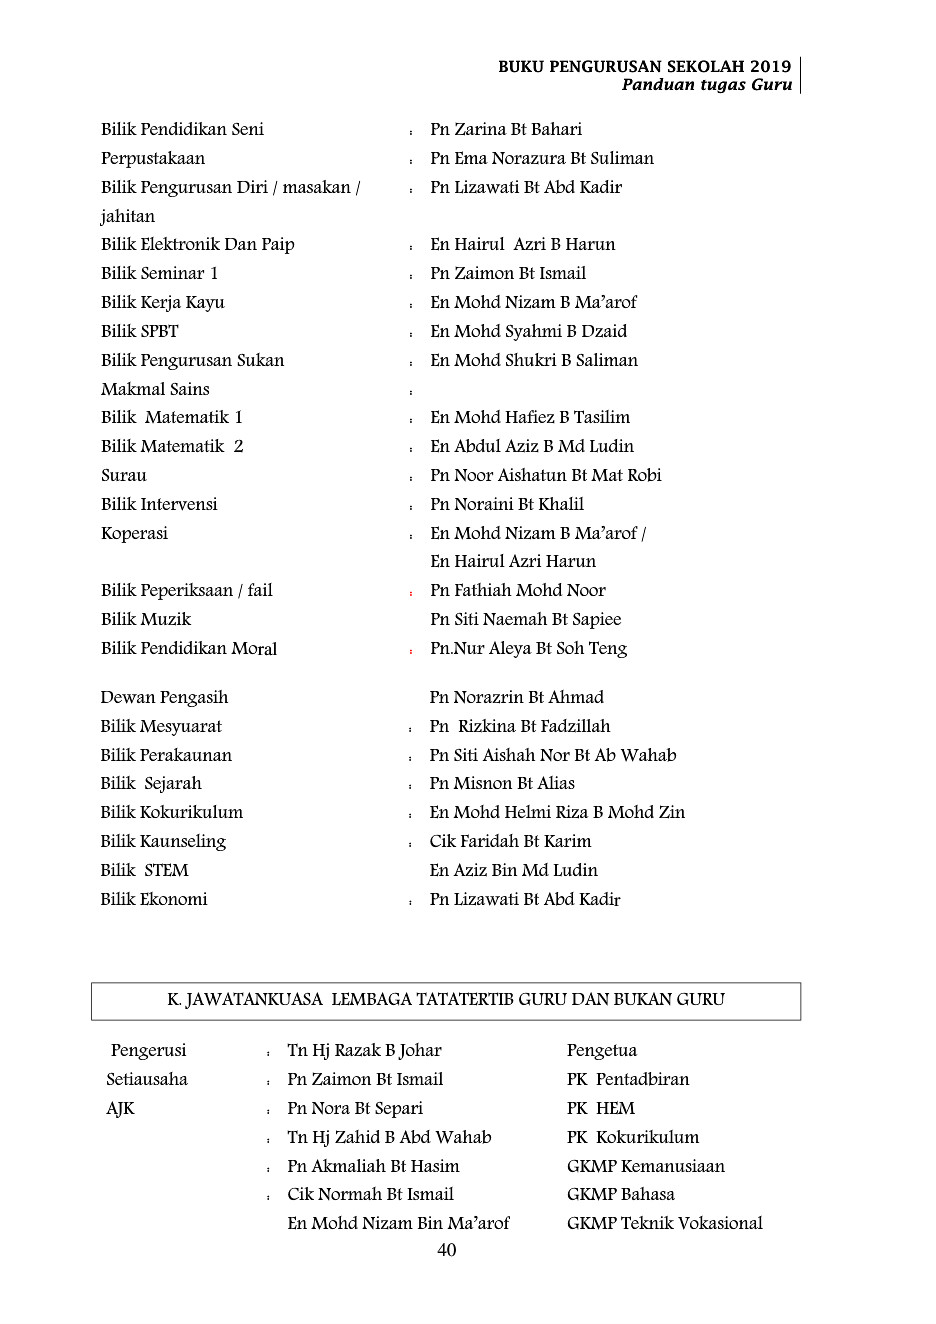 BUKU PENGURUSAN SEKOLAH 2019
Panduan tugas Guru
Bilik Pendidikan Seni : Pn Zarina Bt Bahari
Perpustakaan : Pn Ema Norazura Bt Suliman
Bilik Pengurusan Diri / masakan / : Pn Lizawati Bt Abd Kadir
jahitan
Bilik Elektronik Dan Paip : En Hairul Azri B Harun
Bilik Seminar 1 : Pn Zaimon Bt Ismail
Bilik Kerja Kayu : En Mohd Nizam B Ma’arof
Bilik SPBT : En Mohd Syahmi B Dzaid
Bilik Pengurusan Sukan : En Mohd Shukri B Saliman
Makmal Sains :
Bilik Matematik 1 : En Mohd Hafiez B Tasilim
Bilik Matematik 2 : En Abdul Aziz B Md Ludin
Surau : Pn Noor Aishatun Bt Mat Robi
Bilik Intervensi : Pn Noraini Bt Khalil
Koperasi : En Mohd Nizam B Ma’arof /
En Hairul Azri Harun
Bilik Peperiksaan / fail : Pn Fathiah Mohd Noor
Bilik Muzik Pn Siti Naemah Bt Sapiee
Bilik Pendidikan Moral : Pn.Nur Aleya Bt Soh Teng
Dewan Pengasih Pn Norazrin Bt Ahmad
Bilik Mesyuarat : Pn Rizkina Bt Fadzillah
Bilik Perakaunan : Pn Siti Aishah Nor Bt Ab Wahab
Bilik Sejarah : Pn Misnon Bt Alias
Bilik Kokurikulum : En Mohd Helmi Riza B Mohd Zin
Bilik Kaunseling : Cik Faridah Bt Karim
Bilik STEM En Aziz Bin Md Ludin
Bilik Ekonomi : Pn Lizawati Bt Abd Kadir
K. JAWATANKUASA LEMBAGA TATATERTIB GURU DAN BUKAN GURU
Pengerusi : Tn Hj Razak B Johar Pengetua
Setiausaha : Pn Zaimon Bt Ismail PK Pentadbiran
AJK : Pn Nora Bt Separi PK HEM
: Tn Hj Zahid B Abd Wahab PK Kokurikulum
: Pn Akmaliah Bt Hasim GKMP Kemanusiaan
: Cik Normah Bt Ismail GKMP Bahasa
En Mohd Nizam Bin Ma’arof GKMP Teknik Vokasional
40